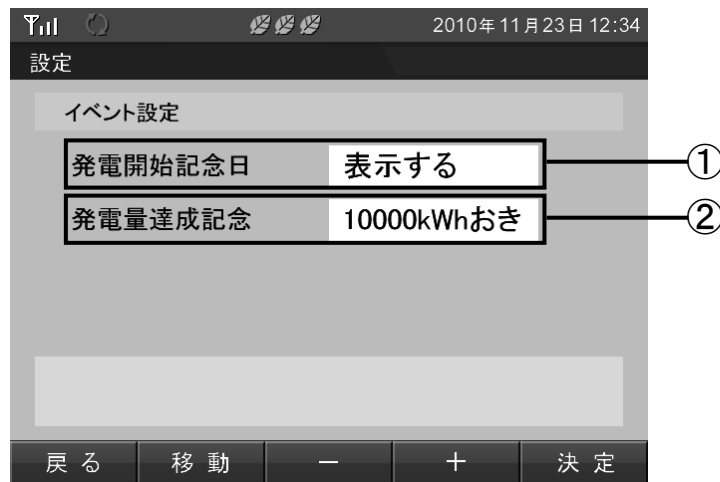 2010年11月23日 12:34
設定
イベント設定
発電開始記念日 表示する ①
発電量達成記念 10000kWhおき ②
戻る 移動 － ＋ 決定